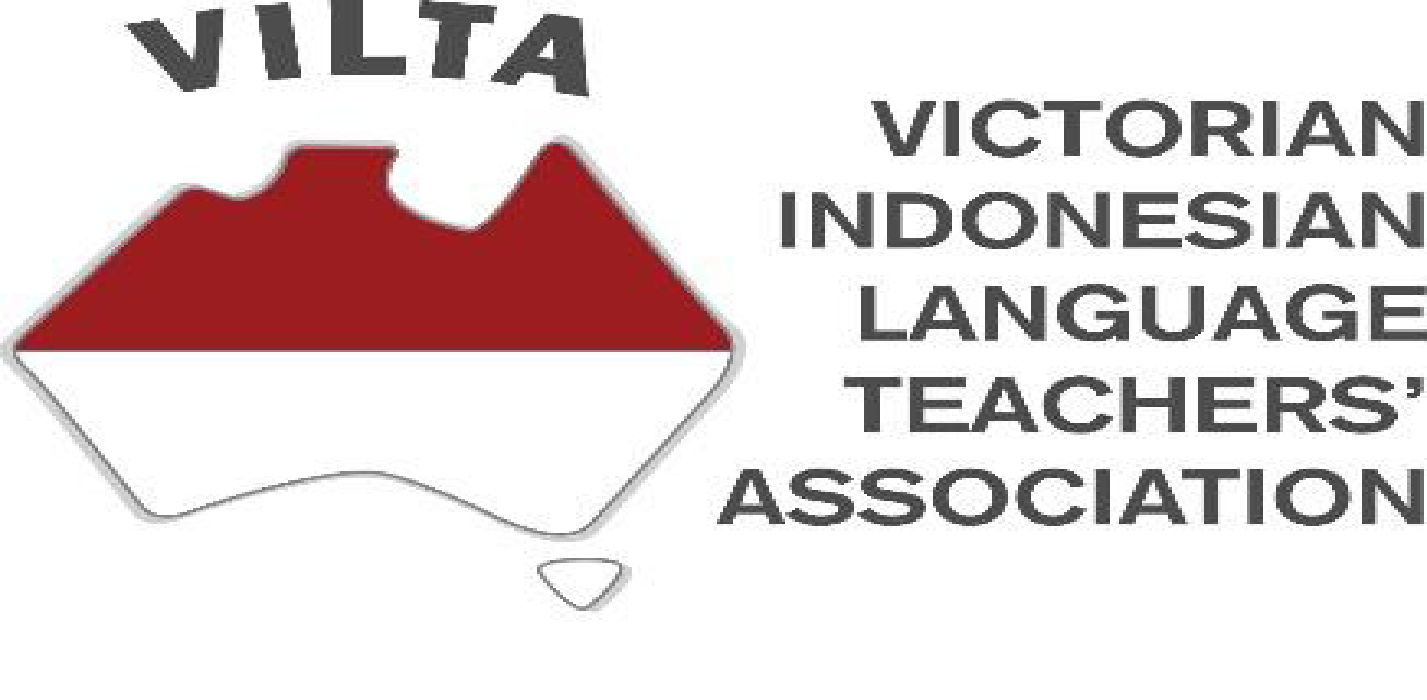 VILTA
VICTORIAN
INDONESIAN
LANGUAGE
TEACHERS’
ASSOCIATION